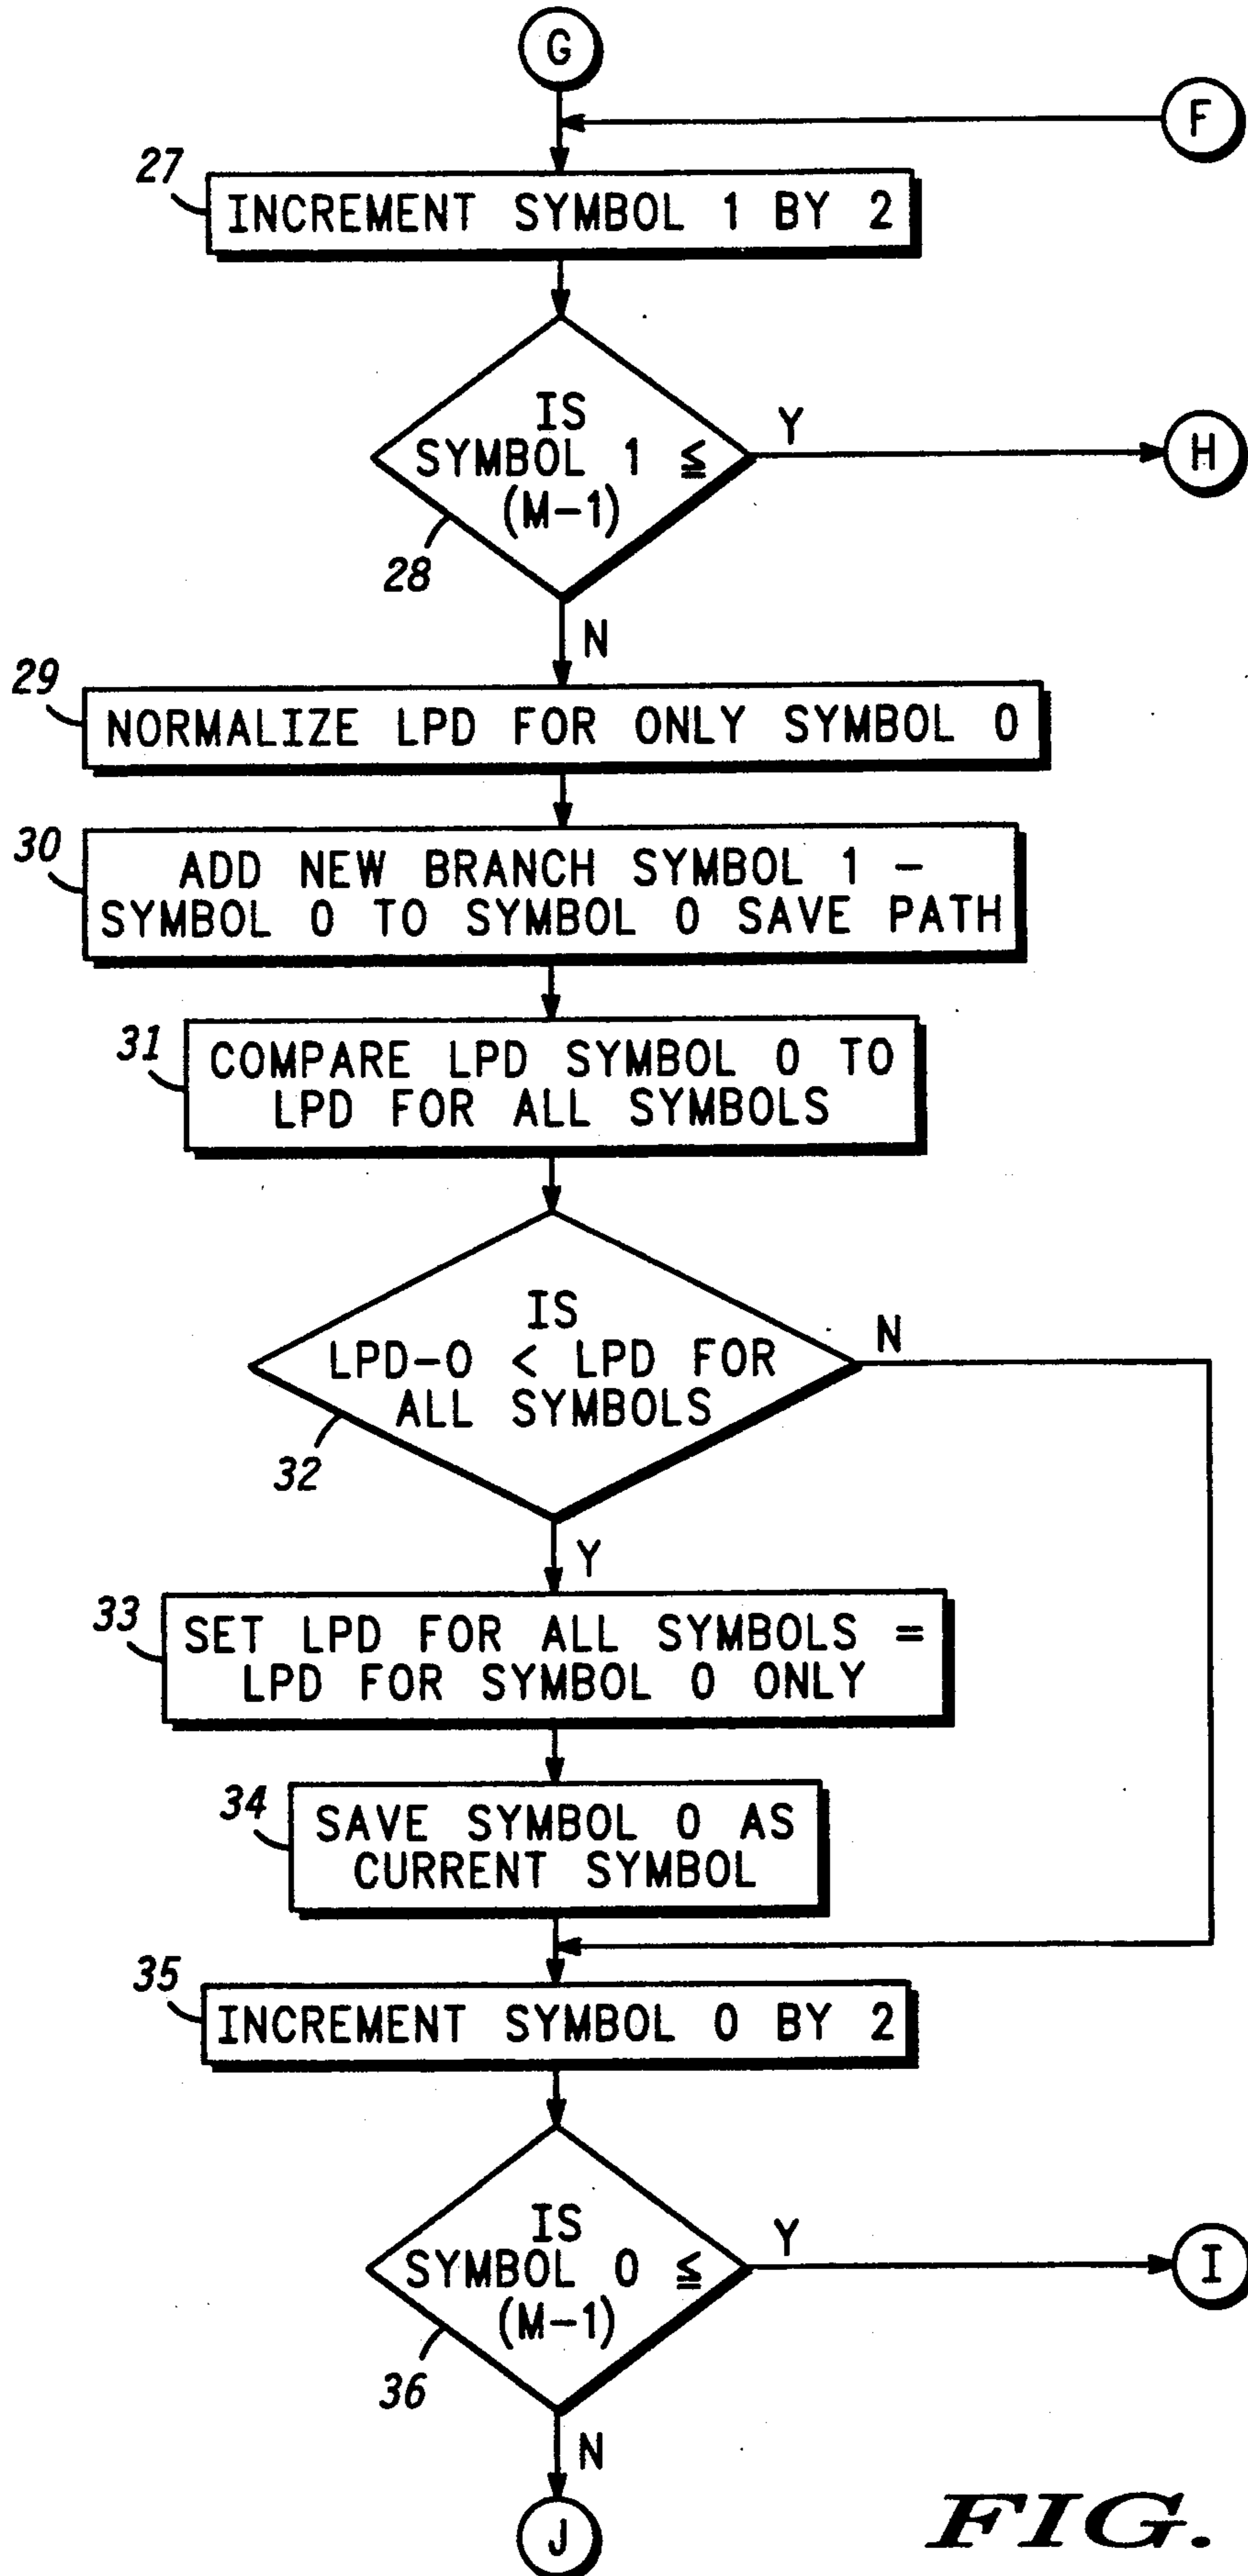 G
F
27
INCREMENT SYMBOL 1 BY 2
IS
SYMBOL 1 ≤
(M-1)
Y
H
28
N
29
NORMALIZE LPD FOR ONLY SYMBOL 0
30
ADD NEW BRANCH SYMBOL 1 -
SYMBOL 0 TO SYMBOL 0 SAVE PATH
31
COMPARE LPD SYMBOL 0 TO
LPD FOR ALL SYMBOLS
IS
LPD-0 < LPD FOR
ALL SYMBOLS
N
32
Y
33
SET LPD FOR ALL SYMBOLS =
LPD FOR SYMBOL 0 ONLY
34
SAVE SYMBOL 0 AS
CURRENT SYMBOL
35
INCREMENT SYMBOL 0 BY 2
IS
SYMBOL 0 ≤
(M-1)
Y
I
36
N
J
FIG.